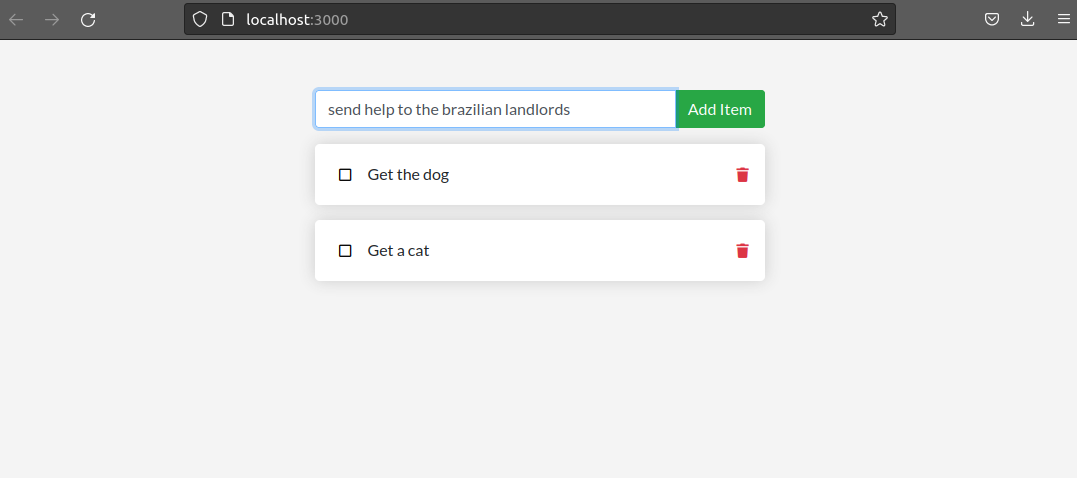 localhost:3000
send help to the brazilian landlords
Add Item
Get the dog
Get a cat